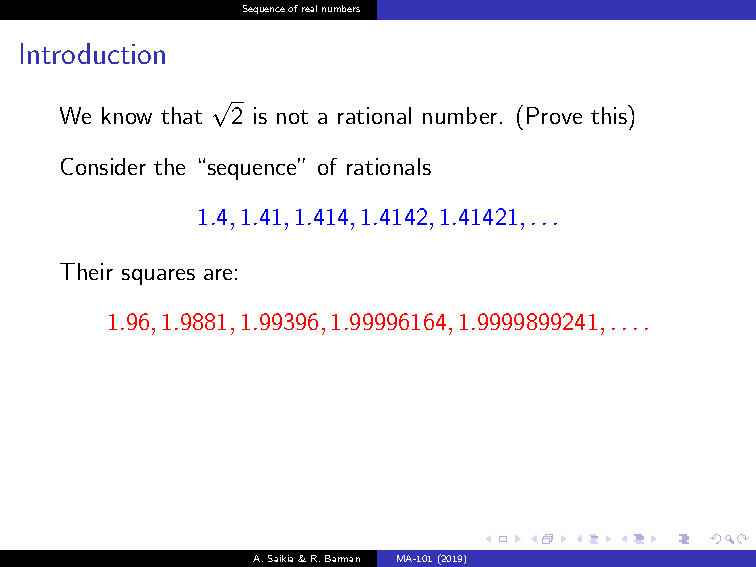 Sequence of real numbers
Introduction
We know that √2 is not a rational number. (Prove this)
Consider the “sequence” of rationals
1.4, 1.41, 1.414, 1.4142, 1.41421, . . .
Their squares are:
1.96, 1.9881, 1.99396, 1.99996164, 1.9999899241, . . . .
A. Saikia & R. Barman MA-101 (2019)